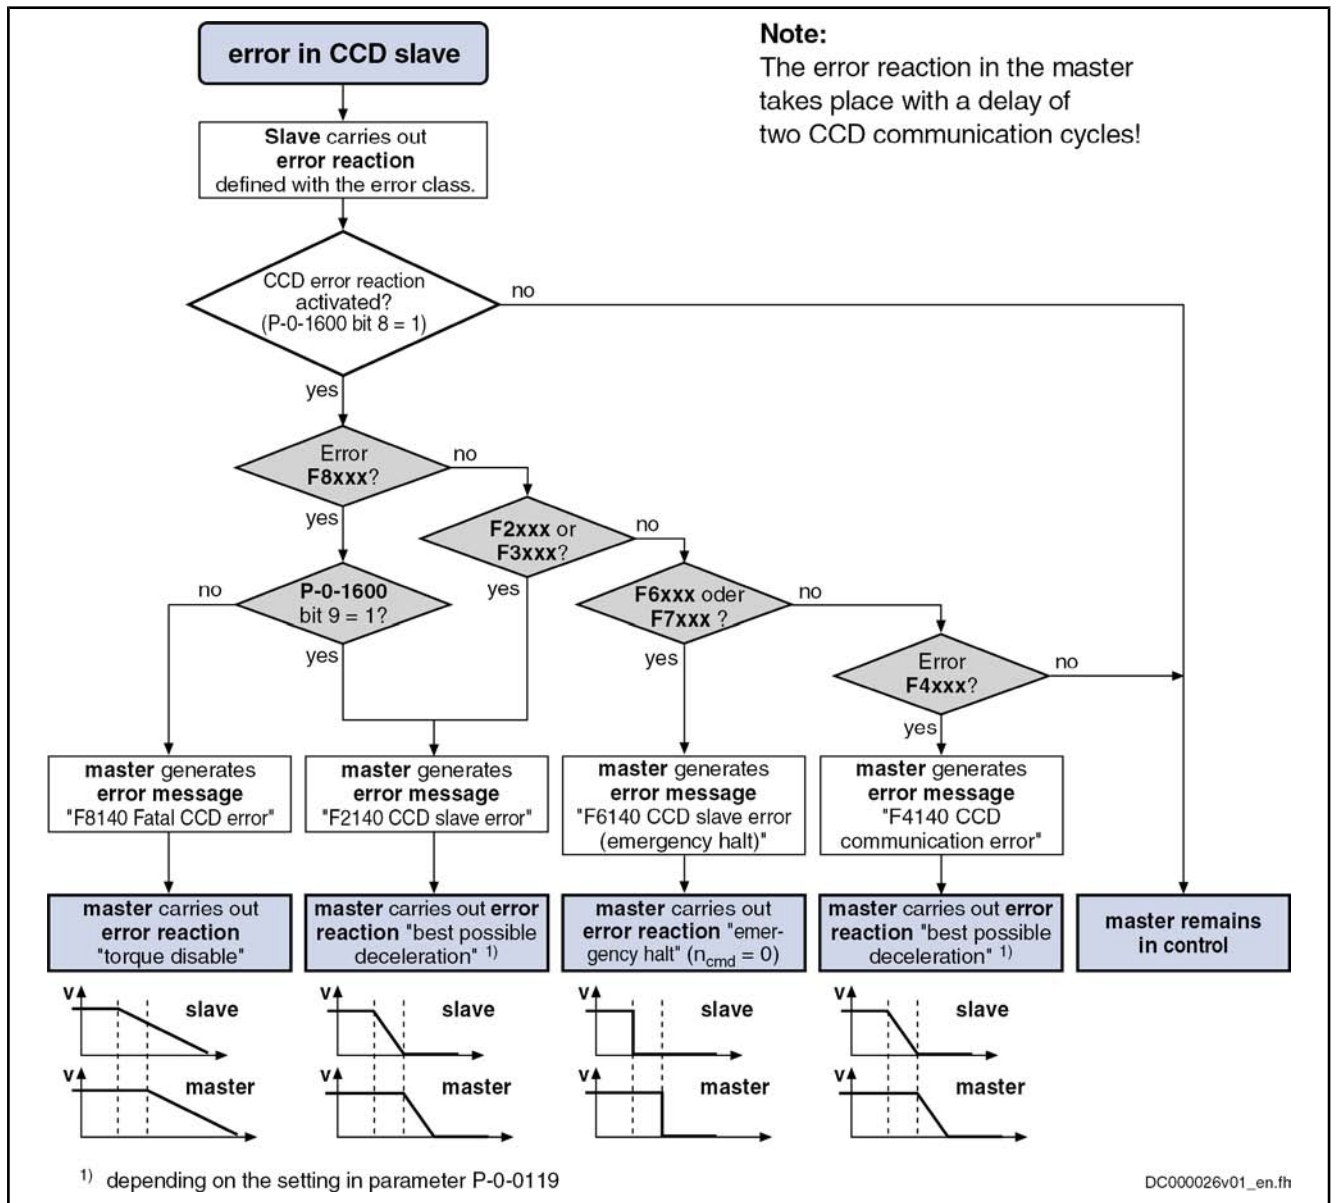 error in CCD slave
Note:
The error reaction in the master
takes place with a delay of
two CCD communication cycles!
Slave carries out
error reaction
defined with the error class.
CCD error reaction
activated?
(P-0-1600 bit 8 = 1)
no
yes
Error
F8xxx?
no
yes
F2xxx or
F3xxx?
no
yes
P-0-1600
bit 9 = 1?
no
yes
F6xxx oder
F7xxx ?
no
yes
Error
F4xxx?
no
yes
master generates
error message
"F8140 Fatal CCD error"
master generates
error message
"F2140 CCD slave error"
master generates
error message
"F6140 CCD slave error
(emergency halt)"
master generates
error message
"F4140 CCD
communication error"
master carries out
error reaction
"torque disable"
master carries out error
reaction "best possible
deceleration" 1)
master carries out
error reaction "emer-
gency halt" (ncmd = 0)
master carries out error
reaction "best possible
deceleration" 1)
master remains
in control
v
slave
v
slave
v
slave
v
slave
v
master
v
master
v
master
v
master
1) depending on the setting in parameter P-0-0119
DC000026v01_en.fh